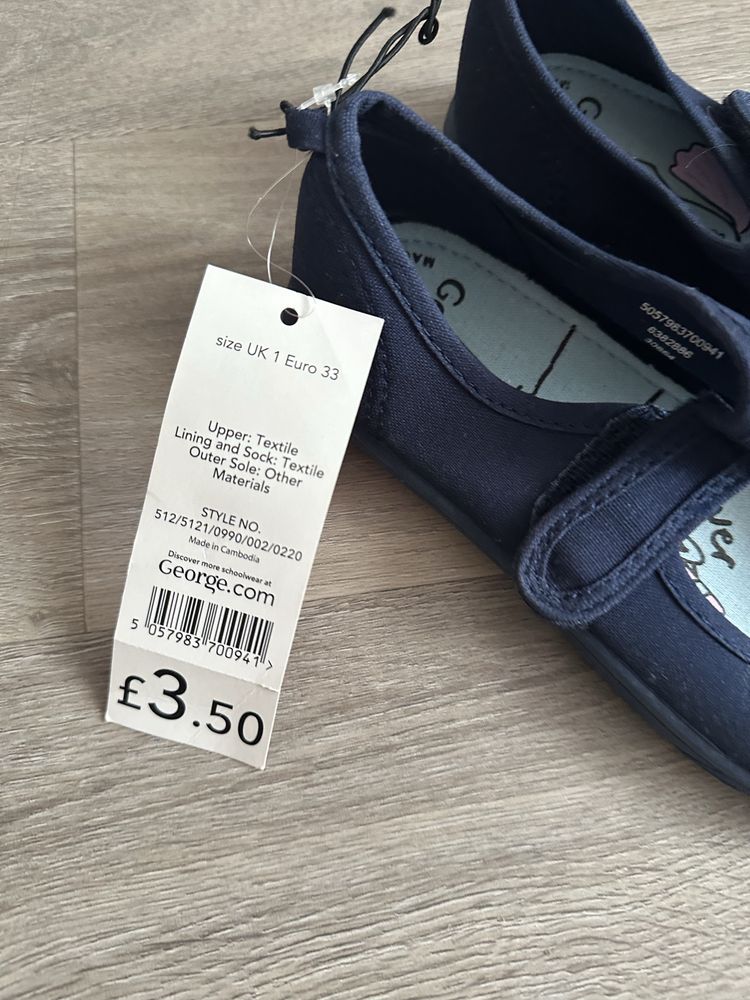 size UK 1 Euro 33
Upper: Textile
Lining and Sock: Textile
Outer Sole: Other
Materials
STYLE NO.
512/5121/0990/002/0220
Made in Cambodia
Discover more schoolwear at
George.com
5 057983 700941 >
£3.50
5057983700941
6382886